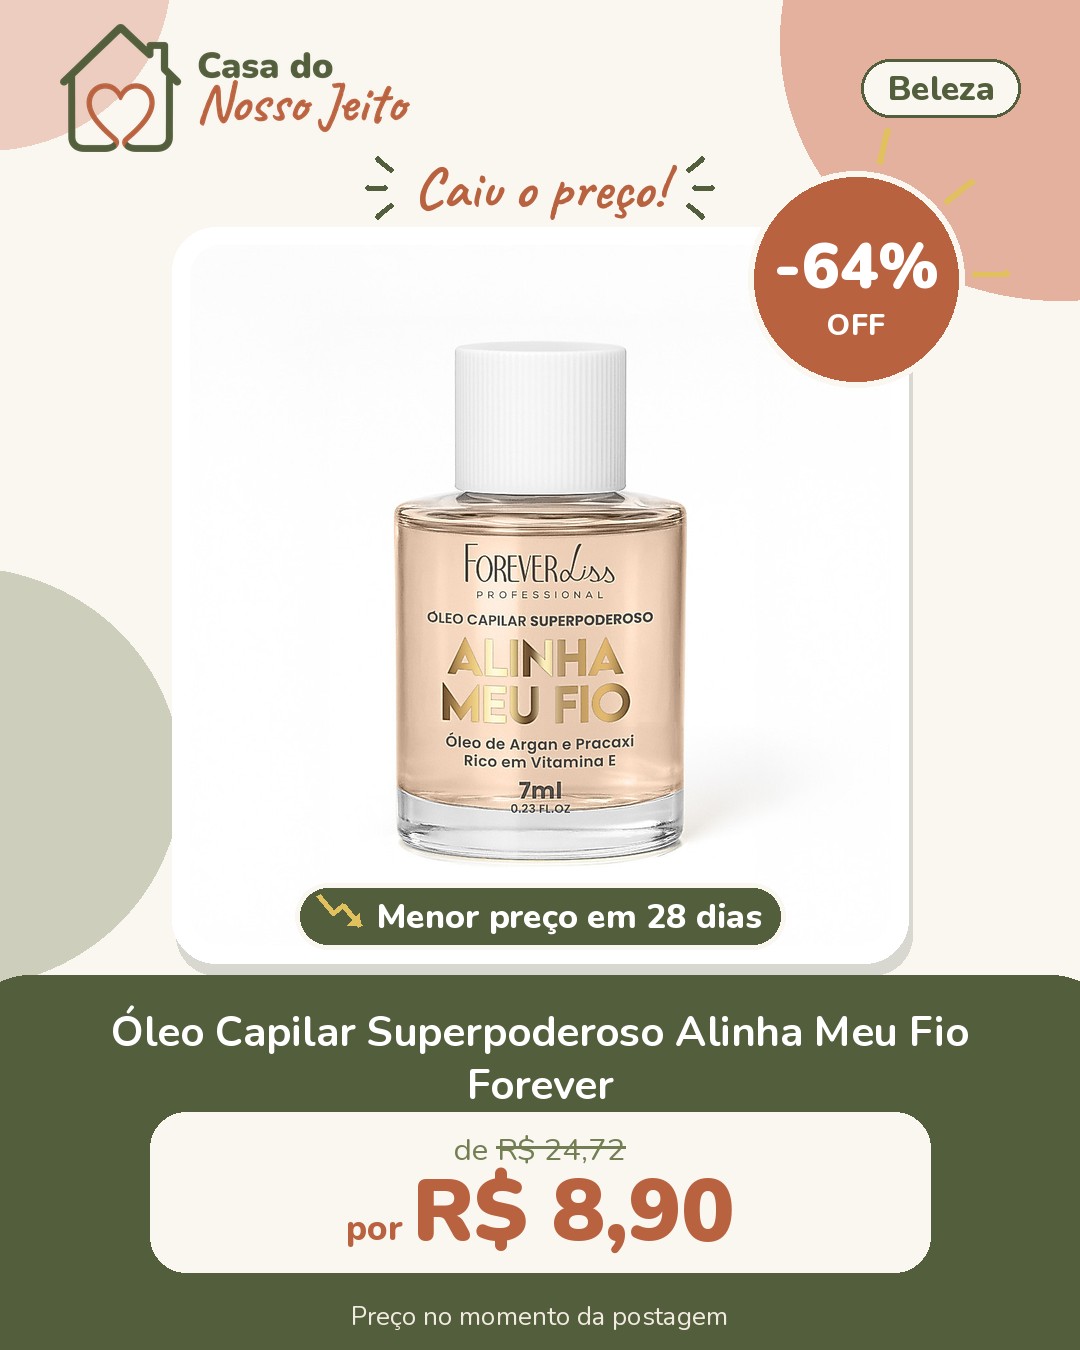 Casa do
Nosso Jeito
Beleza
Caiu o preço!
-64%
OFF
FOREVER Liss
PROFESSIONAL
ÓLEO CAPILAR SUPERPODEROSO
ALINHA
MEU FIO
Óleo de Argan e Pracaxi
Rico em Vitamina E
7ml
0.23 FL.OZ
Menor preço em 28 dias
Óleo Capilar Superpoderoso Alinha Meu Fio
Forever
de R$ 24,72
por R$ 8,90
Preço no momento da postagem